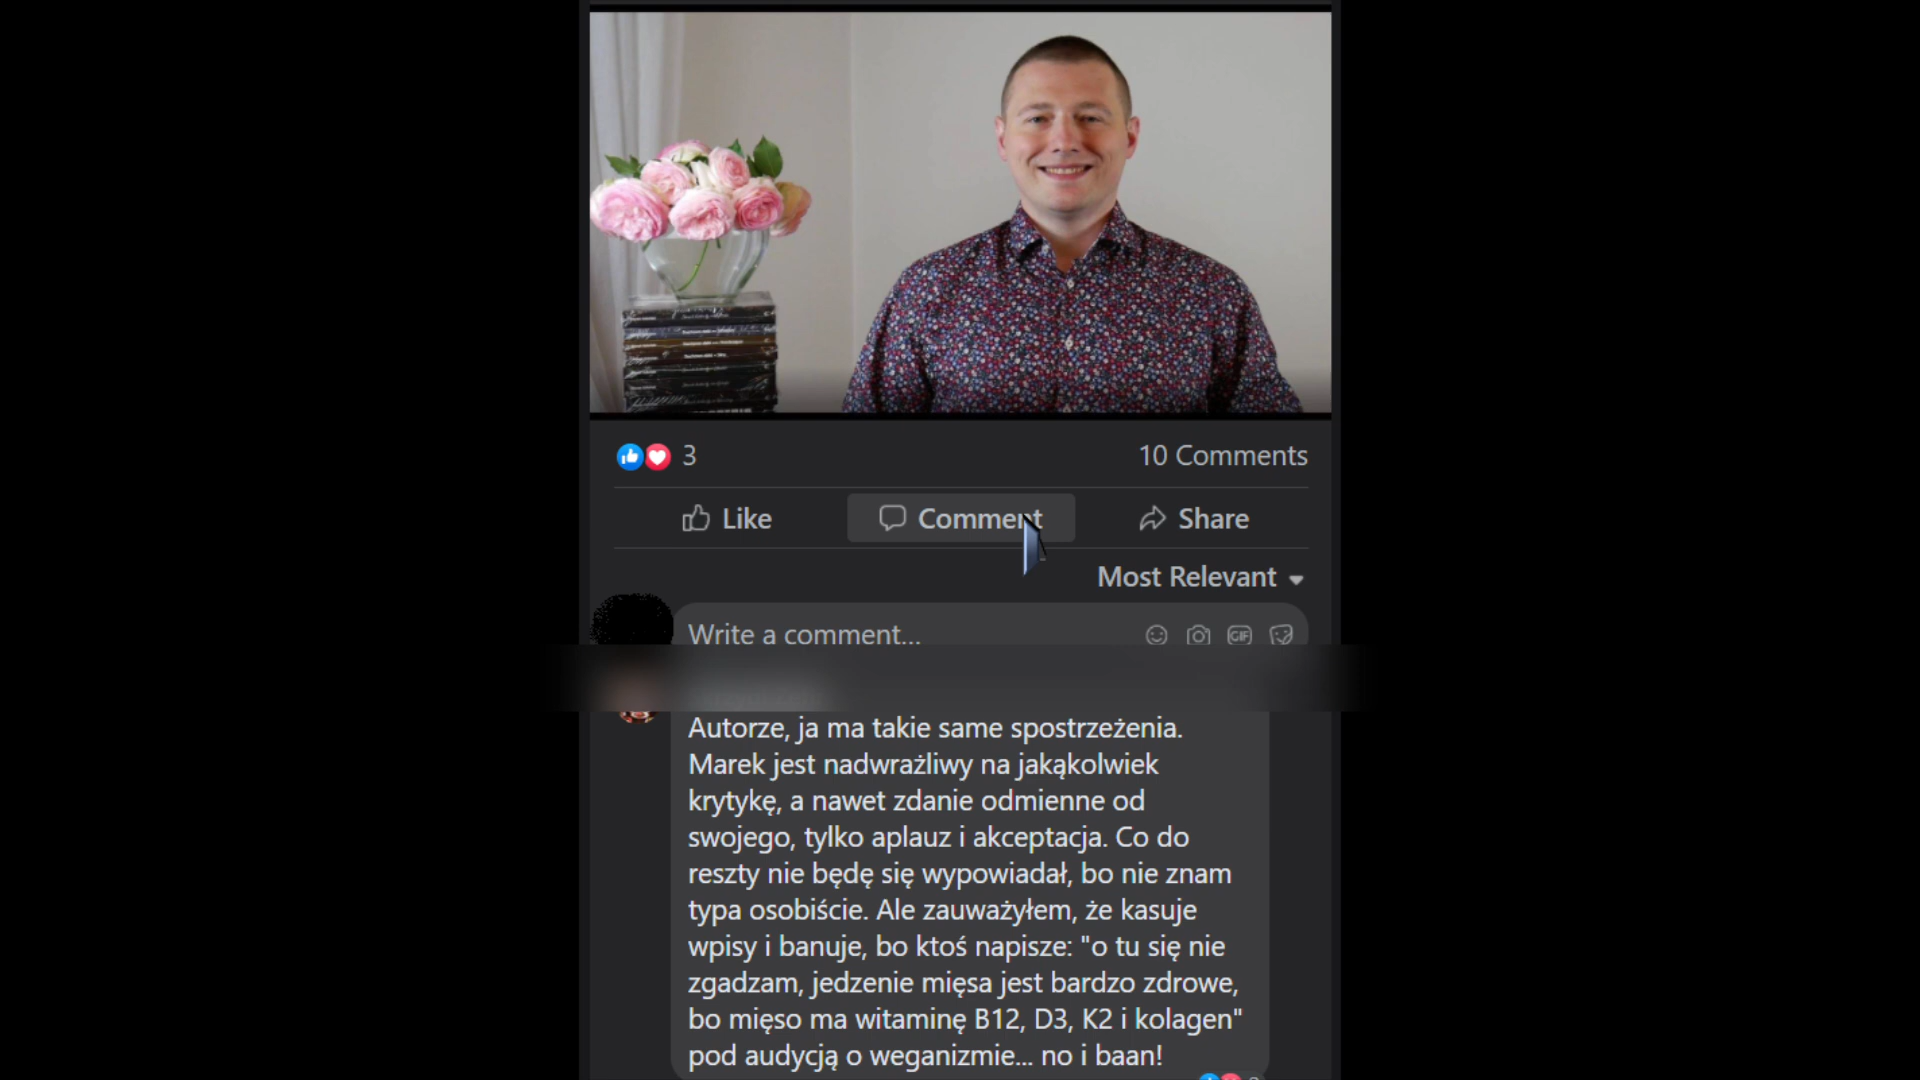 3
10 Comments
Like
Comment
Share
Most Relevant
Write a comment...
GIF
Autorze, ja ma takie same spostrzeżenia.
Marek jest nadwrażliwy na jakąkolwiek
krytykę, a nawet zdanie odmienne od
swojego, tylko aplauz i akceptacja. Co do
reszty nie będę się wypowiadał, bo nie znam
typa osobiście. Ale zauważyłem, że kasuje
wpisy i banuje, bo ktoś napisze: "o tu się nie
zgadzam, jedzenie mięsa jest bardzo zdrowe,
bo mięso ma witaminę B12, D3, K2 i kolagen"
pod audycją o weganizmie... no i baan!